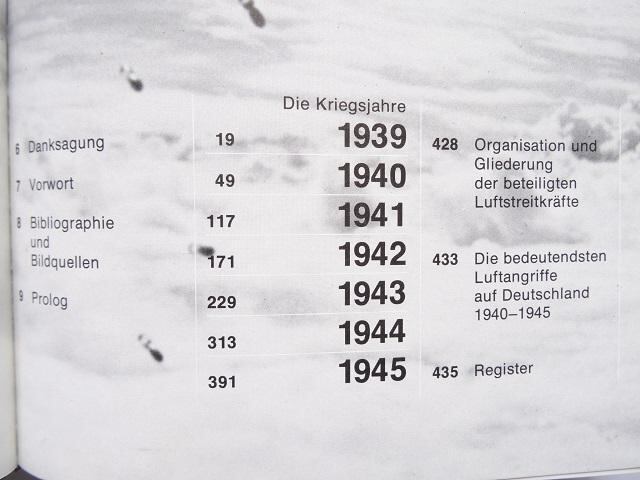 6 Danksagung
7 Vorwort
8 Bibliographie
und
Bildquellen
9 Prolog
Die Kriegsjahre
19 1939
49 1940
117 1941
171 1942
229 1943
313 1944
391 1945
428 Organisation und
Gliederung
der beteiligten
Luftstreitkräfte
433 Die bedeutendsten
Luftangriffe
auf Deutschland
1940–1945
435 Register